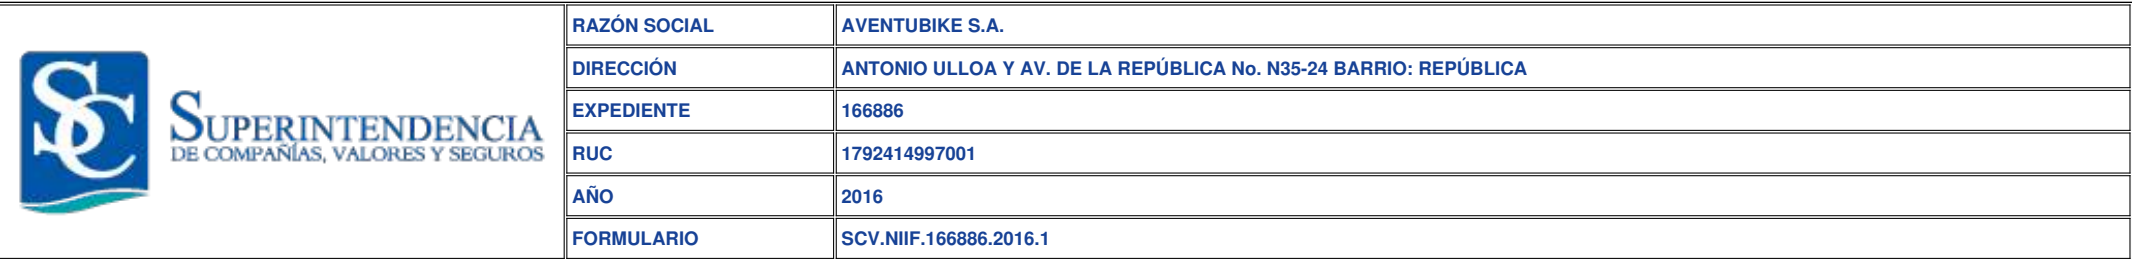 SC
SUPERINTENDENCIA
DE COMPAÑÍAS, VALORES Y SEGUROS
RAZÓN SOCIAL AVENTUBIKE S.A.
DIRECCIÓN ANTONIO ULLOA Y AV. DE LA REPÚBLICA No. N35-24 BARRIO: REPÚBLICA
EXPEDIENTE 166886
RUC 1792414997001
AÑO 2016
FORMULARIO SCV.NIIF.166886.2016.1